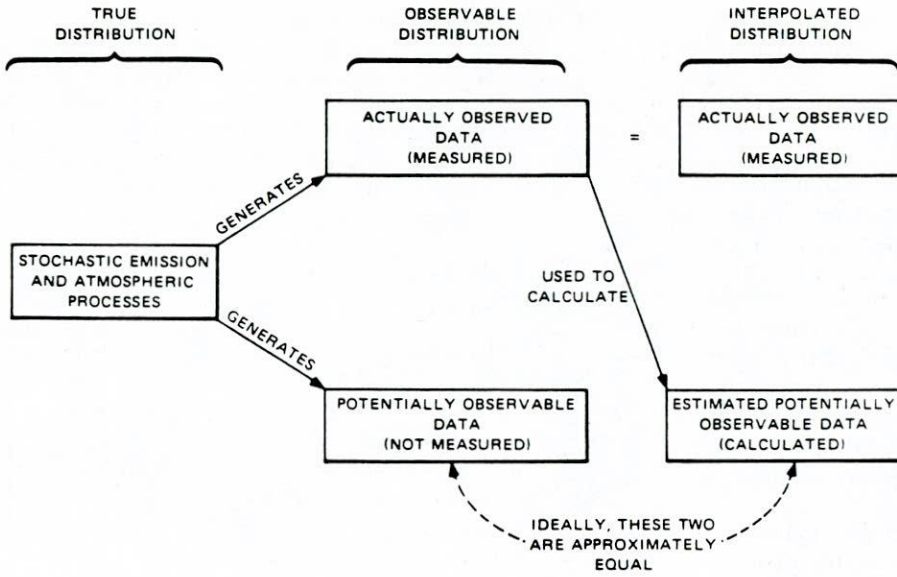 TRUE
DISTRIBUTION
OBSERVABLE
DISTRIBUTION
INTERPOLATED
DISTRIBUTION
ACTUALLY OBSERVED
DATA
(MEASURED)
=
ACTUALLY OBSERVED
DATA
(MEASURED)
GENERATES
STOCHASTIC EMISSION
AND ATMOSPHERIC
PROCESSES
USED TO
CALCULATE
GENERATES
POTENTIALLY OBSERVABLE
DATA
(NOT MEASURED)
ESTIMATED POTENTIALLY
OBSERVABLE DATA
(CALCULATED)
IDEALLY, THESE TWO
ARE APPROXIMATELY
EQUAL